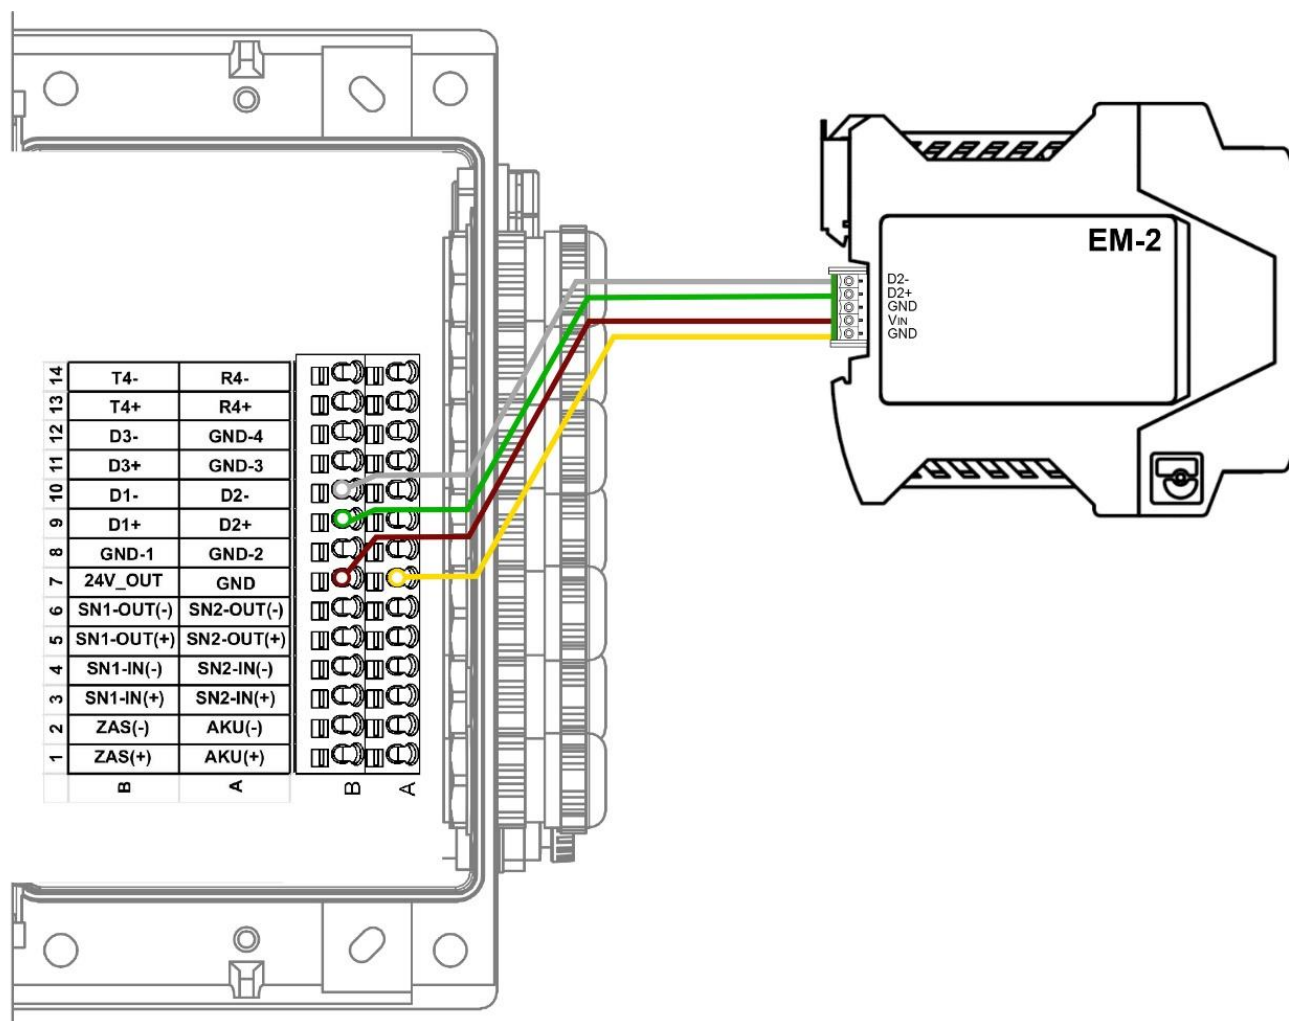 EM-2
D2-
D2+
GND
VIN
GND
14 T4- R4-
13 T4+ R4+
12 D3- GND-4
11 D3+ GND-3
10 D1- D2-
9 D1+ D2+
8 GND-1 GND-2
7 24V_OUT GND
6 SN1-OUT(-) SN2-OUT(-)
5 SN1-OUT(+) SN2-OUT(+)
4 SN1-IN(-) SN2-IN(-)
3 SN1-IN(+) SN2-IN(+)
2 ZAS(-) AKU(-)
1 ZAS(+) AKU(+)
B A B A